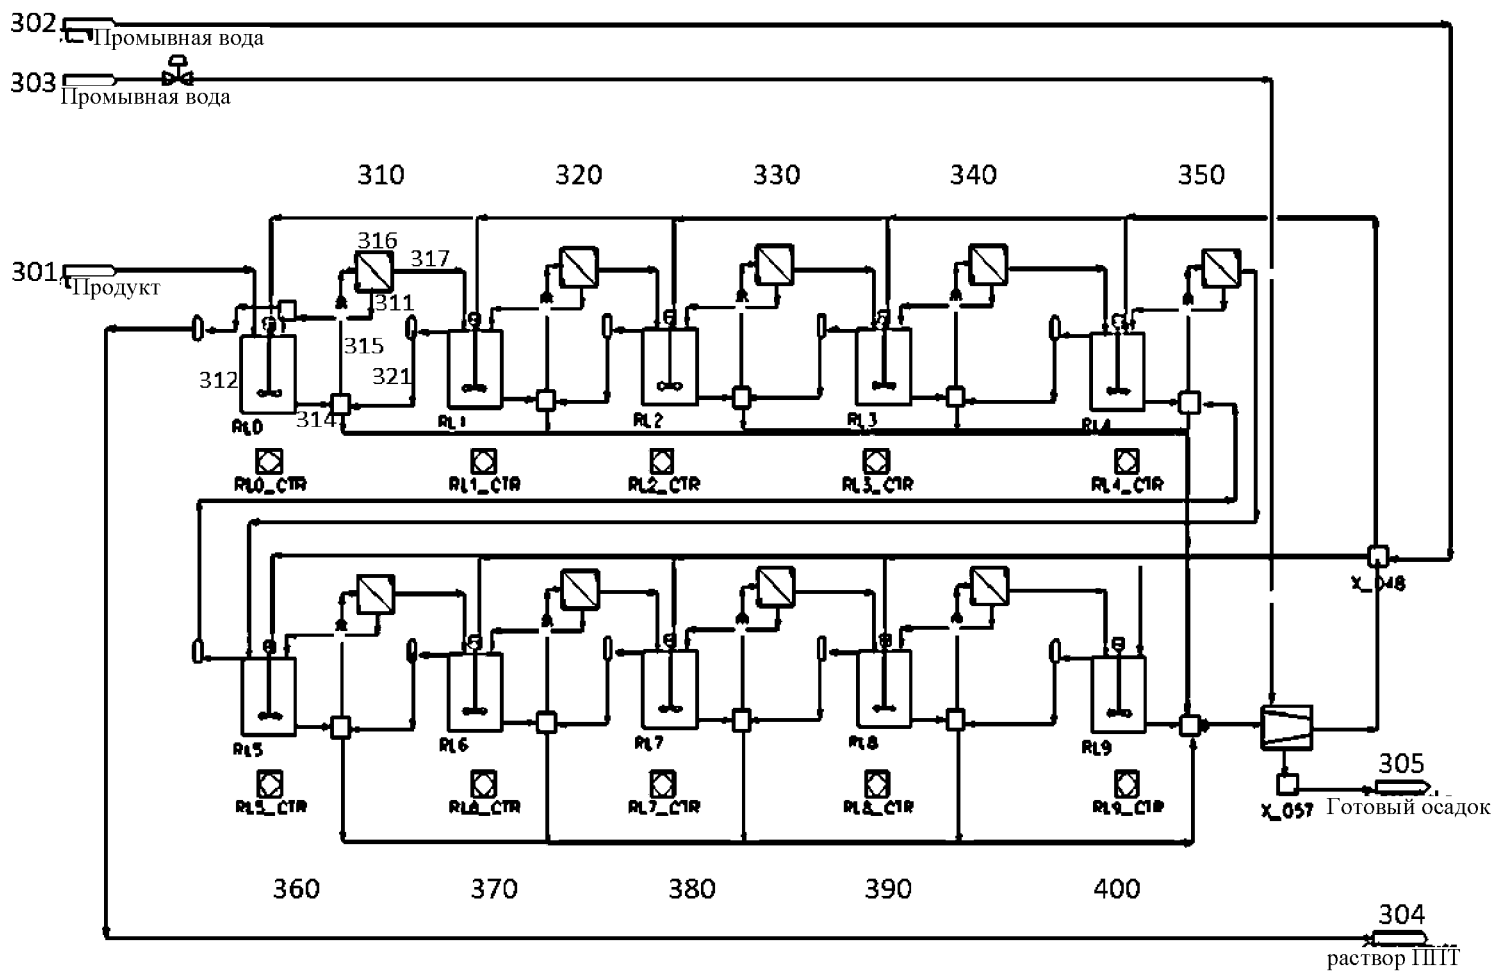 302
Промывная вода
303
Промывная вода
310 320 330 340 350
316
317
301
Продукт
311
315
312
321
314
RL0 RL1 RL2 RL3 RL4
RL0_CTR RL1_CTR RL2_CTR RL3_CTR RL4_CTR
X_048
RL5 RL6 RL7 RL8 RL9
305
RL5_CTR RL6_CTR RL7_CTR RL8_CTR RL9_CTR
X_057
Готовый осадок
360 370 380 390 400
304
раствор ППТ